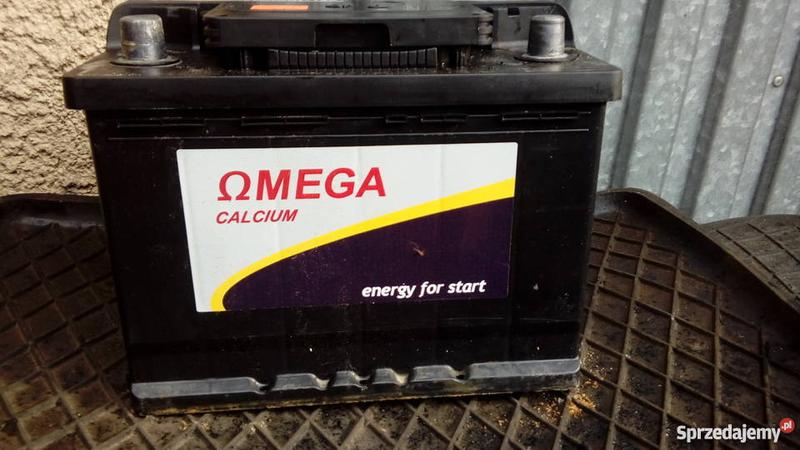 ΩMEGA
CALCIUM
energy for start
Sprzedajemy.pl